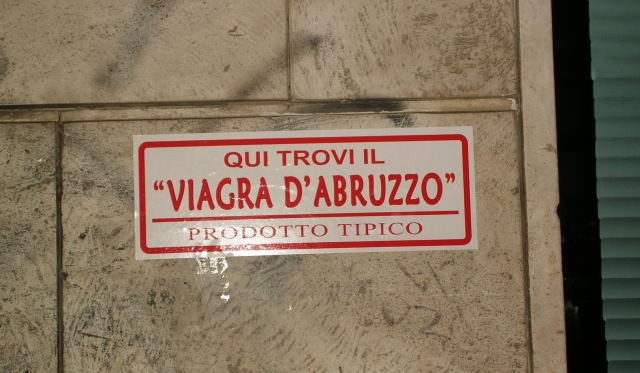 QUI TROVI IL
“VIAGRA D’ABRUZZO”
PRODOTTO TIPICO